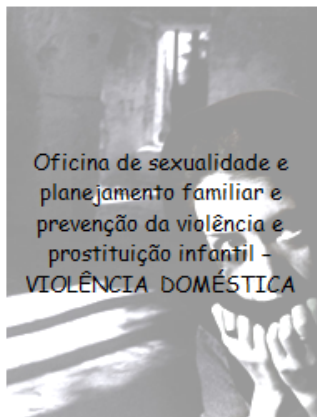 Oficina de sexualidade e
planejamento familiar e
prevenção da violência e
prostituição infantil –
VIOLÊNCIA DOMÉSTICA